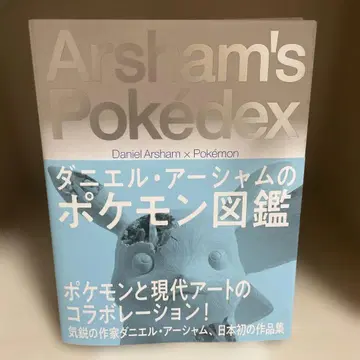 Arsham's
Pokédex
Daniel Arsham × Pokémon
ダニエル・アーシャムの
ポケモン図鑑
ポケモンと現代アートの
コラボレーション!
気鋭の作家ダニエル・アーシャム、日本初の作品集